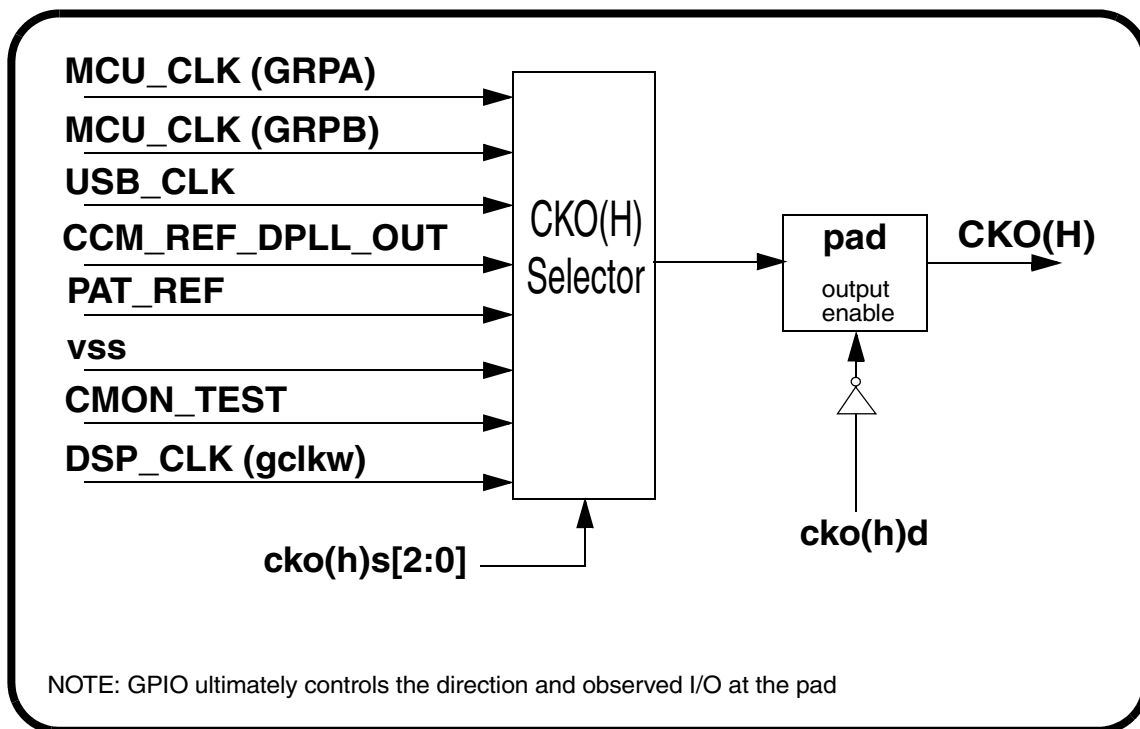 MCU_CLK (GRPA)
MCU_CLK (GRPB)
USB_CLK
CCM_REF_DPLL_OUT
PAT_REF
vss
CMON_TEST
DSP_CLK (gclkw)
CKO(H)
Selector
cko(h)s[2:0]
pad
output
enable
CKO(H)
cko(h)d
NOTE: GPIO ultimately controls the direction and observed I/O at the pad